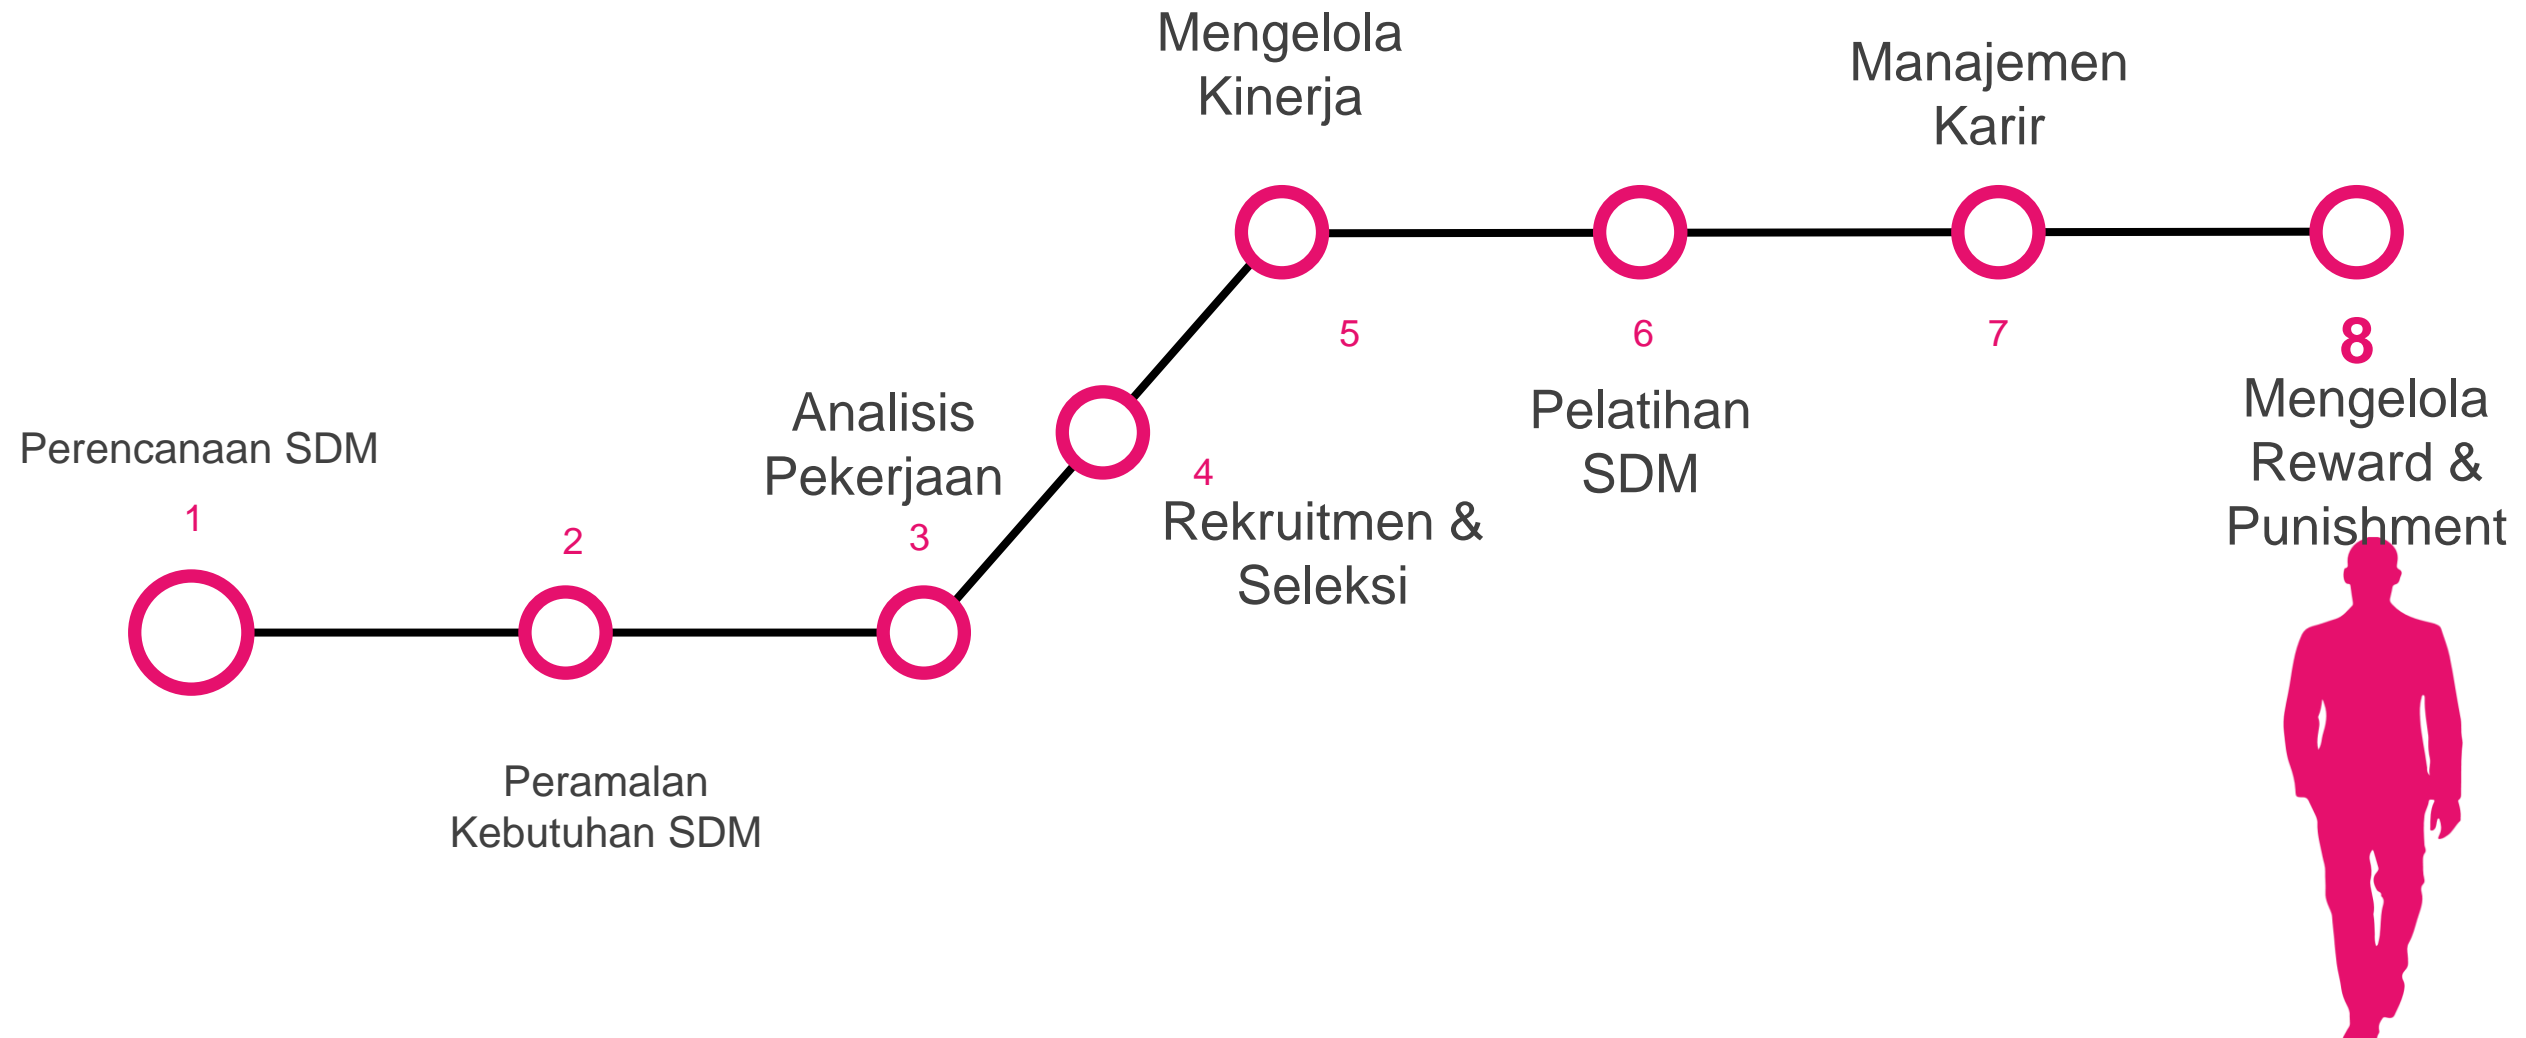 Perencanaan SDM
1
2
Peramalan
Kebutuhan SDM
Analisis
Pekerjaan
3
4
Rekruitmen &
Seleksi
Mengelola
Kinerja
5
6
Pelatihan
SDM
Manajemen
Karir
7
8
Mengelola
Reward &
Punishment